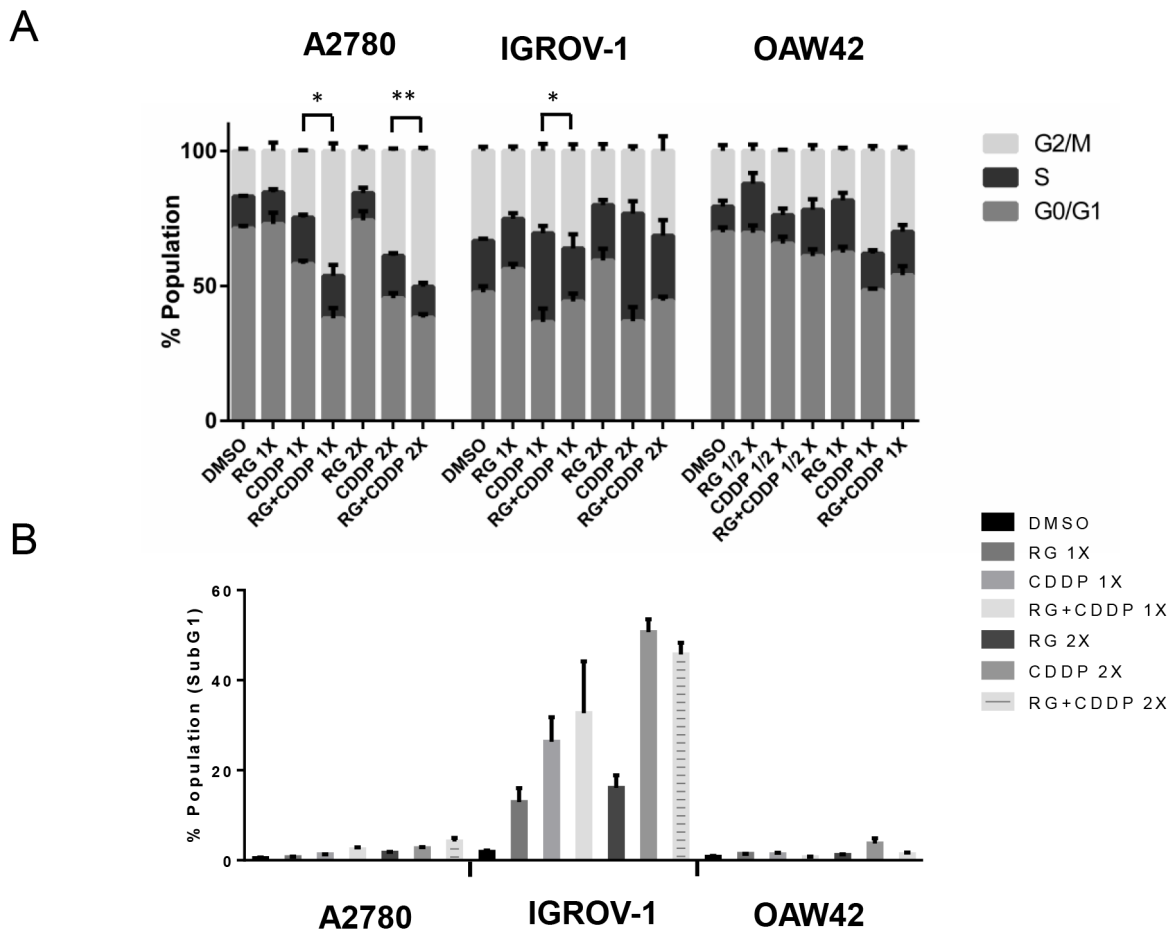 A
A2780 IGROV-1 OAW42
* ** *
% Population
100
50
0
G2/M
S
G0/G1
DMSO RG 1X CDDP 1X RG+CDDP 1X RG 2X CDDP 2X RG+CDDP 2X
DMSO RG 1X CDDP 1X RG+CDDP 1X RG 2X CDDP 2X RG+CDDP 2X
DMSO RG 1/2 X CDDP 1/2 X RG+CDDP 1/2 X RG 1X CDDP 1X RG+CDDP 1X
B
% Population (SubG1)
60
40
20
0
DMSO
RG 1X
CDDP 1X
RG+CDDP 1X
RG 2X
CDDP 2X
RG+CDDP 2X
A2780 IGROV-1 OAW42